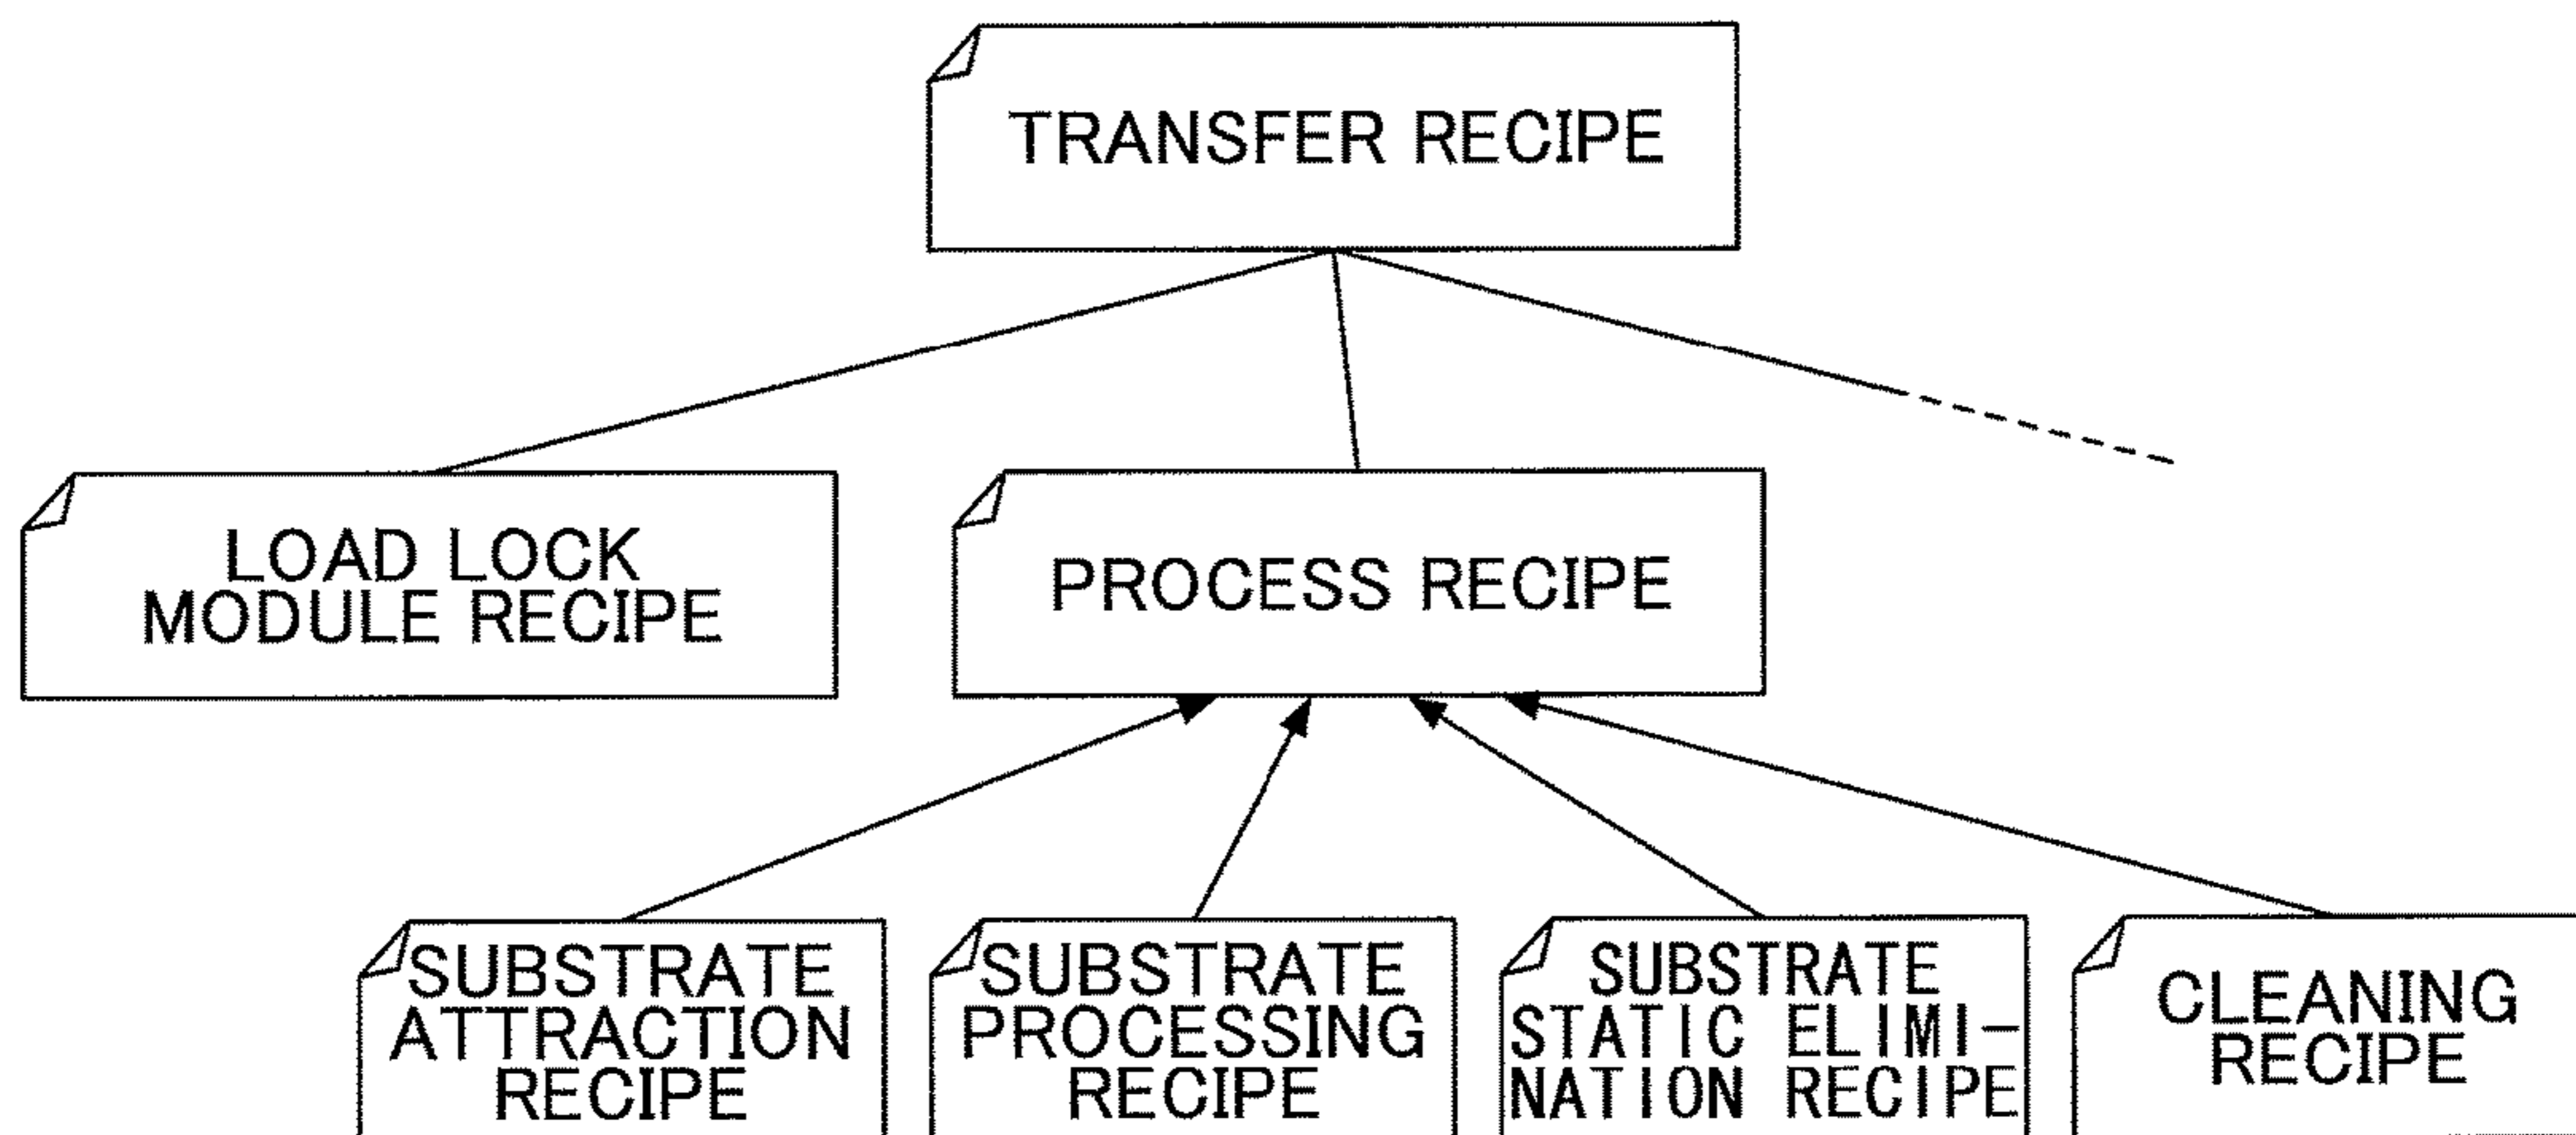 TRANSFER RECIPE
LOAD LOCK
MODULE RECIPE
PROCESS RECIPE
SUBSTRATE
ATTRACTION
RECIPE
SUBSTRATE
PROCESSING
RECIPE
SUBSTRATE
STATIC ELIMI-
NATION RECIPE
CLEANING
RECIPE